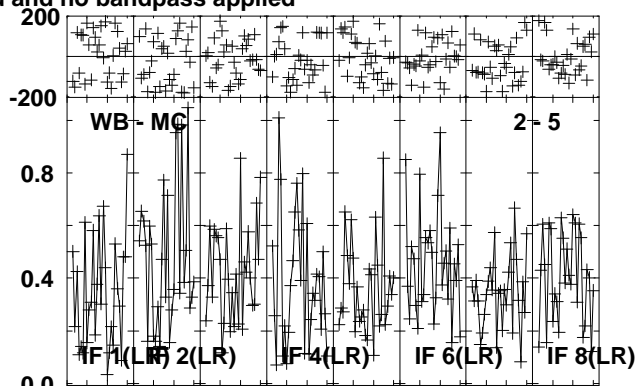 and no bandpass applied
200
-200
WB - MC 2 - 5
0.8
0.4
IF 1(LR) IF 2(LR) IF 4(LR) IF 6(LR) IF 8(LR)
0.0